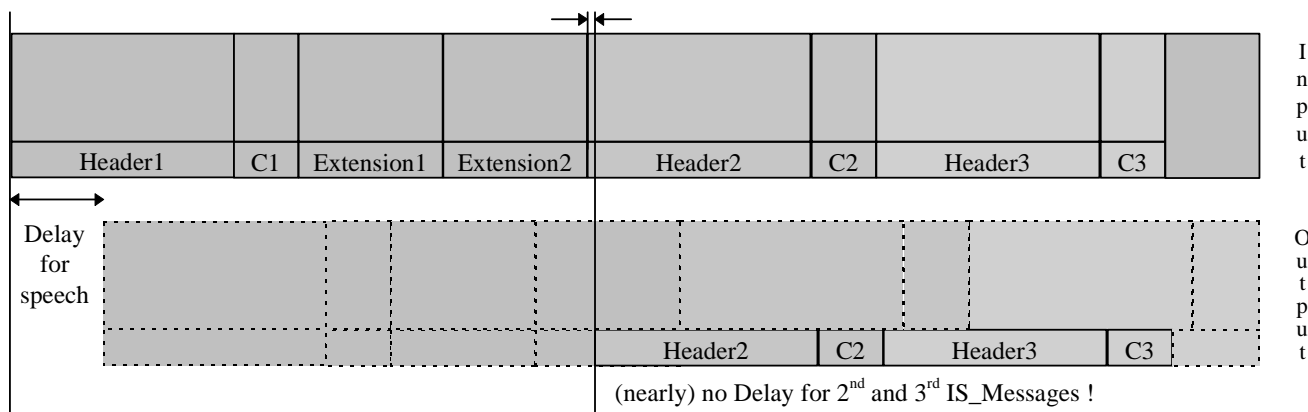 Input
Header1 C1 Extension1 Extension2 Header2 C2 Header3 C3
Delay
for
speech
Output
Header2 C2 Header3 C3
(nearly) no Delay for 2nd and 3rd IS_Messages !